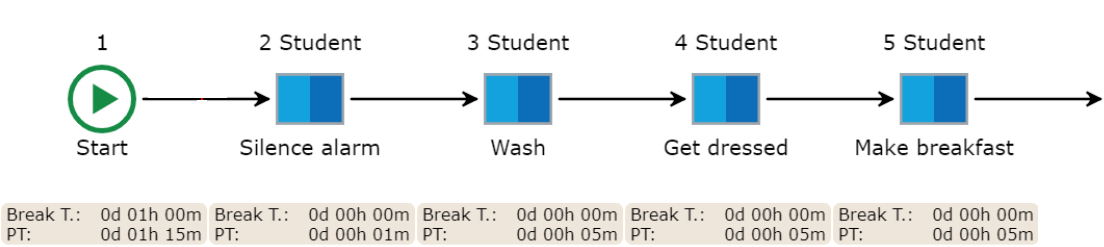 1
2 Student
3 Student
4 Student
5 Student
Start
Silence alarm
Wash
Get dressed
Make breakfast
Break T.: 0d 01h 00m
PT: 0d 01h 15m
Break T.: 0d 00h 00m
PT: 0d 00h 01m
Break T.: 0d 00h 00m
PT: 0d 00h 05m
Break T.: 0d 00h 00m
PT: 0d 00h 05m
Break T.: 0d 00h 00m
PT: 0d 00h 05m